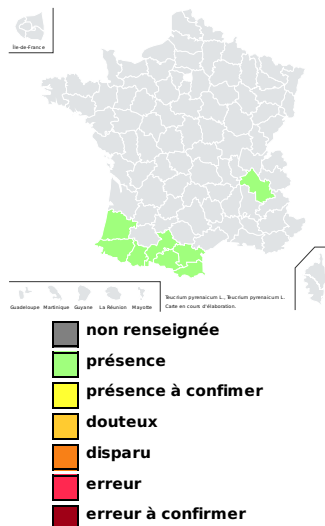 Île-de-France
Guadeloupe Martinique Guyane La Réunion Mayotte
Teucrium pyrenaicum L., Teucrium pyrenaicum L.
Carte en cours d'élaboration.
non renseignée
présence
présence à confimer
douteux
disparu
erreur
erreur à confirmer